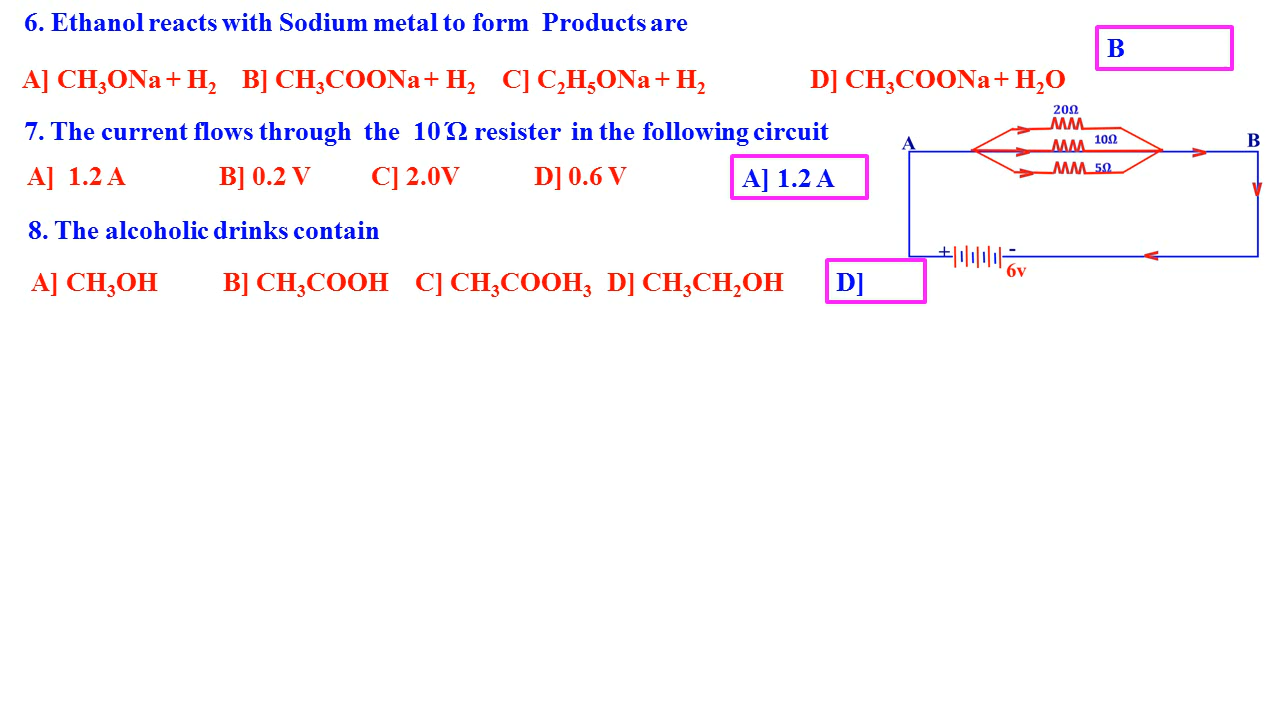 6. Ethanol reacts with Sodium metal to form Products are
B
A] CH₃ONa + H₂ B] CH₃COONa + H₂ C] C₂H₅ONa + H₂ D] CH₃COONa + H₂O
20Ω
7. The current flows through the 10Ώ resister in the following circuit
10Ω
A
B
5Ω
A] 1.2 A B] 0.2 V C] 2.0V D] 0.6 V
A] 1.2 A
8. The alcoholic drinks contain
+ -
6v
A] CH₃OH B] CH₃COOH C] CH₃COOH₃ D] CH₃CH₂OH
D]